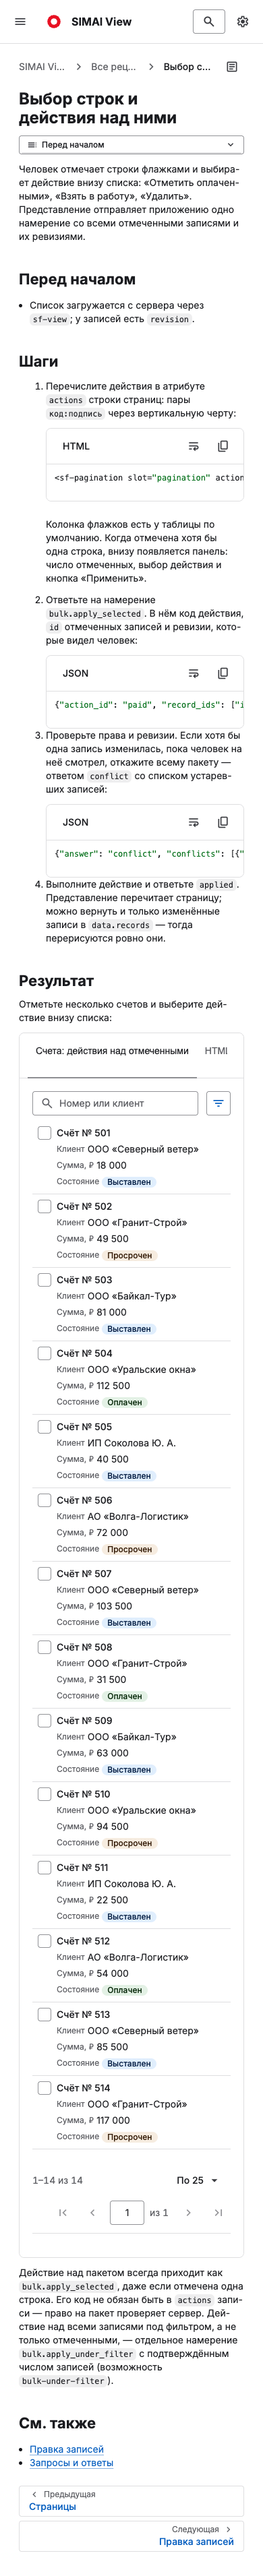 SIMAI View
SIMAI Vi... > Все реце... > Выбор с...
Выбор строк и
действия над ними
Перед началом
Человек отмечает строки флажками и выбира-
ет действие внизу списка: «Отметить оплачен-
ными», «Взять в работу», «Удалить».
Представление отправляет приложению одно
намерение со всеми отмеченными записями и
их ревизиями.
Перед началом
• Список загружается с сервера через
sf-view; у записей есть revision.
Шаги
1. Перечислите действия в атрибуте
actions строки страниц: пары
код:подпись через вертикальную черту:
HTML
<sf-pagination slot="pagination" action
Колонка флажков есть у таблицы по
умолчанию. Когда отмечена хотя бы
одна строка, внизу появляется панель:
число отмеченных, выбор действия и
кнопка «Применить».
2. Ответьте на намерение
bulk.apply_selected. В нём код действия,
id отмеченных записей и ревизии, кото-
рые видел человек:
JSON
{"action_id": "paid", "record_ids": ["i
3. Проверьте права и ревизии. Если хотя бы
одна запись изменилась, пока человек на
неё смотрел, откажите всему пакету —
ответом conflict со списком устарев-
ших записей:
JSON
{"answer": "conflict", "conflicts": [{"
4. Выполните действие и ответьте applied.
Представление перечитает страницу;
можно вернуть и только изменённые
записи в data.records — тогда
перерисуются ровно они.
Результат
Отметьте несколько счетов и выберите дей-
ствие внизу списка:
Счета: действия над отмеченными HTML
Номер или клиент
Счёт № 501
Клиент ООО «Северный ветер»
Сумма, ₽ 18 000
Состояние Выставлен
Счёт № 502
Клиент ООО «Гранит-Строй»
Сумма, ₽ 49 500
Состояние Просрочен
Счёт № 503
Клиент ООО «Байкал-Тур»
Сумма, ₽ 81 000
Состояние Выставлен
Счёт № 504
Клиент ООО «Уральские окна»
Сумма, ₽ 112 500
Состояние Оплачен
Счёт № 505
Клиент ИП Соколова Ю. А.
Сумма, ₽ 40 500
Состояние Выставлен
Счёт № 506
Клиент АО «Волга-Логистик»
Сумма, ₽ 72 000
Состояние Просрочен
Счёт № 507
Клиент ООО «Северный ветер»
Сумма, ₽ 103 500
Состояние Выставлен
Счёт № 508
Клиент ООО «Гранит-Строй»
Сумма, ₽ 31 500
Состояние Оплачен
Счёт № 509
Клиент ООО «Байкал-Тур»
Сумма, ₽ 63 000
Состояние Выставлен
Счёт № 510
Клиент ООО «Уральские окна»
Сумма, ₽ 94 500
Состояние Просрочен
Счёт № 511
Клиент ИП Соколова Ю. А.
Сумма, ₽ 22 500
Состояние Выставлен
Счёт № 512
Клиент АО «Волга-Логистик»
Сумма, ₽ 54 000
Состояние Оплачен
Счёт № 513
Клиент ООО «Северный ветер»
Сумма, ₽ 85 500
Состояние Выставлен
Счёт № 514
Клиент ООО «Гранит-Строй»
Сумма, ₽ 117 000
Состояние Просрочен
1–14 из 14 По 25
1 из 1
Действие над пакетом всегда приходит как
bulk.apply_selected, даже если отмечена одна
строка. Его код не обязан быть в actions запи-
си — право на пакет проверяет сервер. Дей-
ствие над всеми записями под фильтром, а не
только отмеченными, — отдельное намерение
bulk.apply_under_filter с подтверждённым
числом записей (возможность
bulk-under-filter).
См. также
• Правка записей
• Запросы и ответы
Предыдущая
Страницы
Следующая
Правка записей